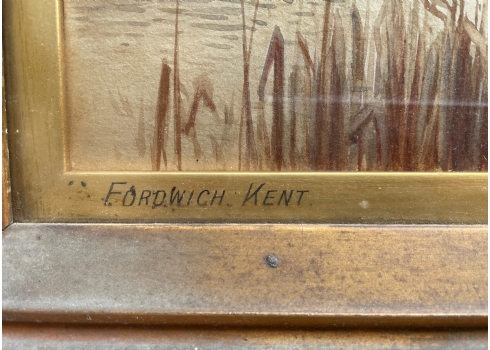 " FORDWICH. KENT.